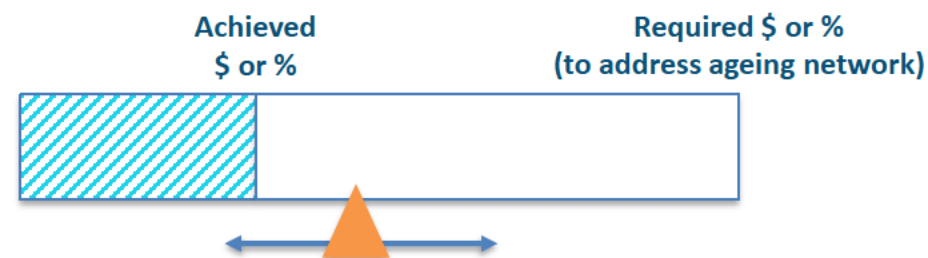 Achieved
$ or %
Required $ or %
(to address ageing network)